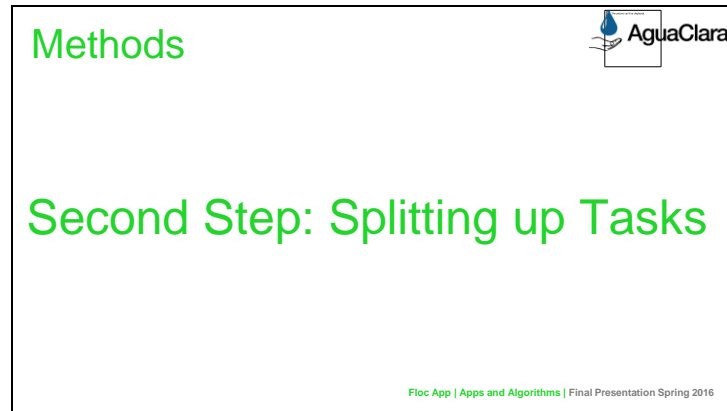 Methods
AguaClara
Second Step: Splitting up Tasks
Floc App | Apps and Algorithms | Final Presentation Spring 2016